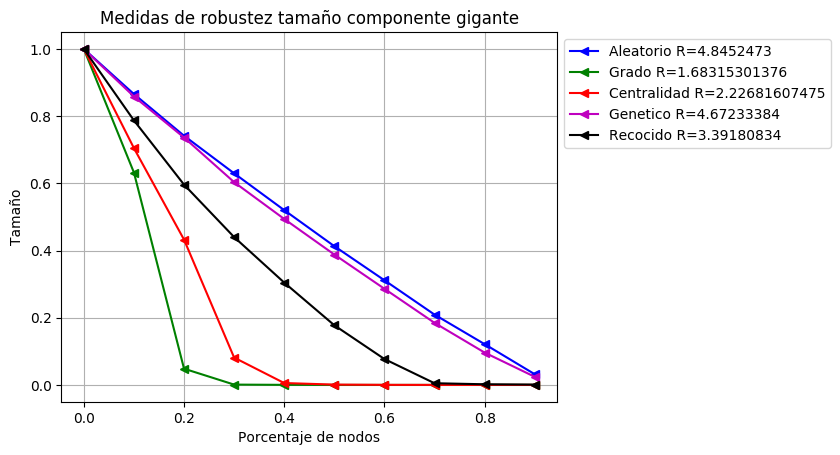 Medidas de robustez tamaño componente gigante
Tamaño
1.0
0.8
0.6
0.4
0.2
0.0
0.0 0.2 0.4 0.6 0.8
Porcentaje de nodos
Aleatorio R=4.8452473
Grado R=1.68315301376
Centralidad R=2.22681607475
Genetico R=4.67233384
Recocido R=3.39180834